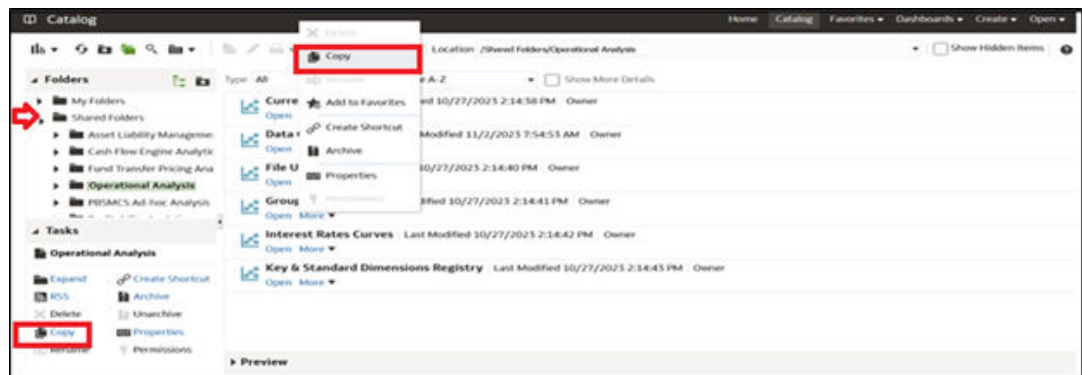 Catalog
Home Catalog Favorites Dashboards Create Open
Delete
Location /Shared Folders/Operational Analysis
Show Hidden Items
Copy
Folders
Type All
A-Z
Show More Details
My Folders
Shared Folders
Asset Liability Manageme
Cash Flow Engine Analytic
Fund Transfer Pricing Ana
Operational Analysis
PBSMCS Ad-hoc Analysis
Rename
Add to Favorites
Create Shortcut
Archive
Properties
Permissions
Curre
ed 10/27/2023 2:14:38 PM Owner
Open
Data
Modified 11/2/2023 7:54:53 AM Owner
Open
File U
10/27/2023 2:14:40 PM Owner
Open
Group
dified 10/27/2023 2:14:41 PM Owner
Open More
Interest Rates Curves Last Modified 10/27/2023 2:14:42 PM Owner
Open More
Key & Standard Dimensions Registry Last Modified 10/27/2023 2:14:43 PM Owner
Open More
Tasks
Operational Analysis
Expand Create Shortcut
RSS Archive
Delete Unarchive
Copy Properties
Rename Permissions
Preview